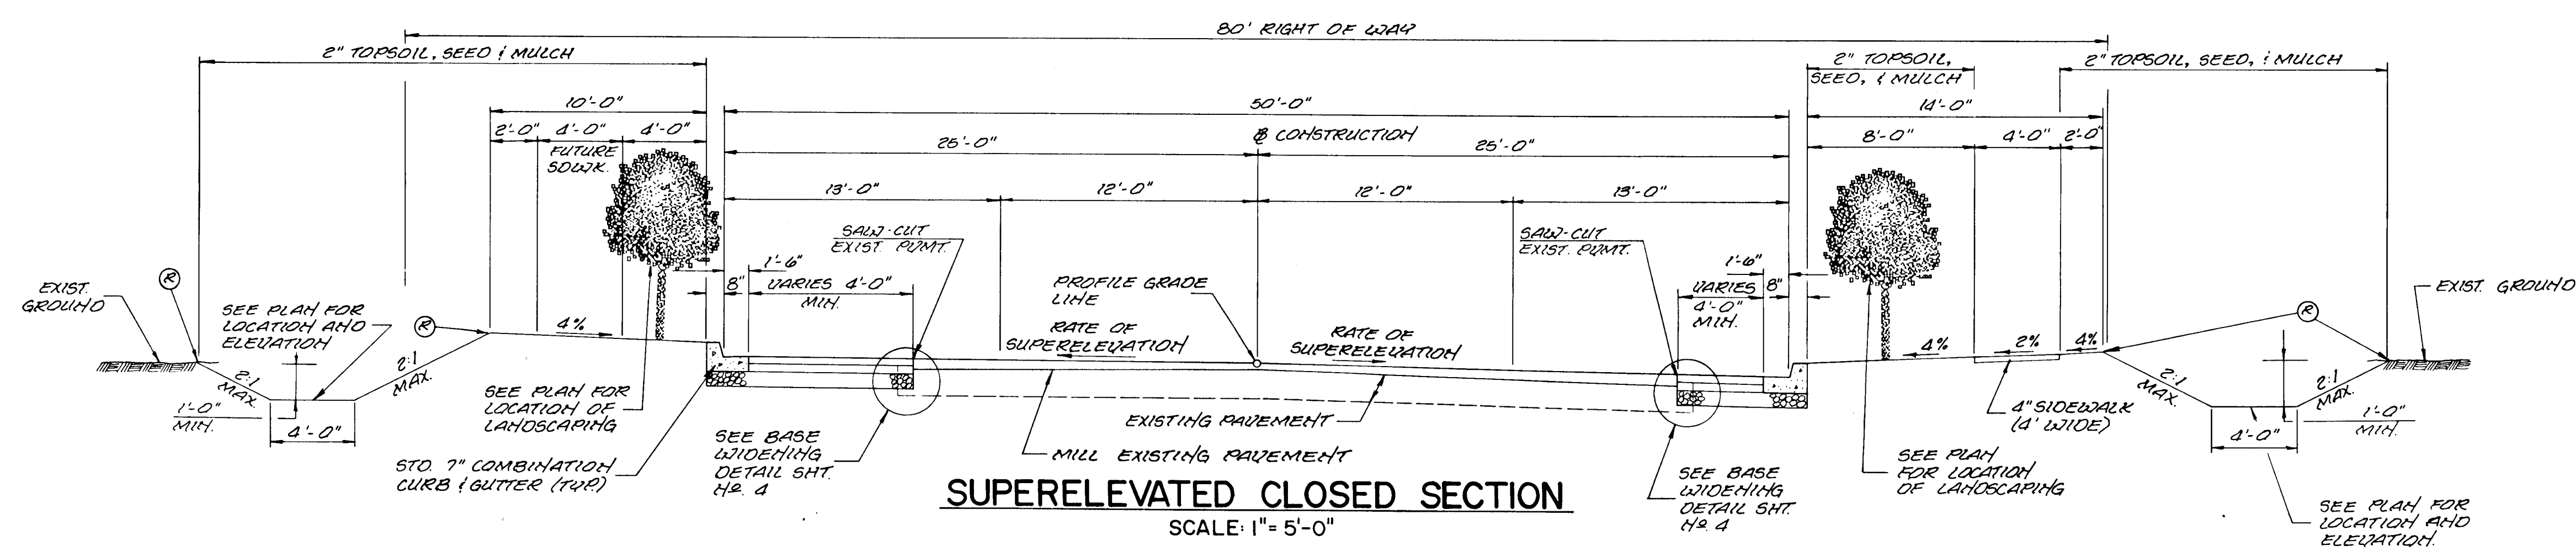 80' RIGHT OF WAY
2" TOPSOIL, SEED & MULCH
2" TOPSOIL,
SEED, & MULCH
2" TOPSOIL, SEED, & MULCH
10'-0"
50'-0"
14'-0"
2'-0"
4'-0"
4'-0"
FUTURE
SDWK.
℄ CONSTRUCTION
25'-0"
25'-0"
8'-0"
4'-0"
2'-0"
13'-0"
12'-0"
12'-0"
13'-0"
SAW-CUT
EXIST. PVMT.
SAW-CUT
EXIST. PVMT.
1'-6"
8"
VARIES 4'-0"
MIN.
1'-6"
VARIES
4'-0"
MIN.
8"
EXIST.
GROUND
R
SEE PLAN FOR
LOCATION AND
ELEVATION
R
4%
PROFILE GRADE
LINE
RATE OF
SUPERELEVATION
RATE OF
SUPERELEVATION
R
EXIST. GROUND
4%
2%
4%
2:1
MAX.
2:1
MAX.
1'-0"
MIN.
4'-0"
SEE PLAN FOR
LOCATION OF
LANDSCAPING
STD. 7" COMBINATION
CURB & GUTTER (TYP.)
SEE BASE
WIDENING
DETAIL SHT.
Nº. 4
EXISTING PAVEMENT
MILL EXISTING PAVEMENT
SEE BASE
WIDENING
DETAIL SHT.
Nº. 4
SEE PLAN
FOR LOCATION
OF LANDSCAPING
4" SIDEWALK
(4' WIDE)
2:1
MAX.
2:1
MAX.
4'-0"
1'-0"
MIN.
SEE PLAN FOR
LOCATION AND
ELEVATION.
SUPERELEVATED CLOSED SECTION
SCALE: 1" = 5'-0"